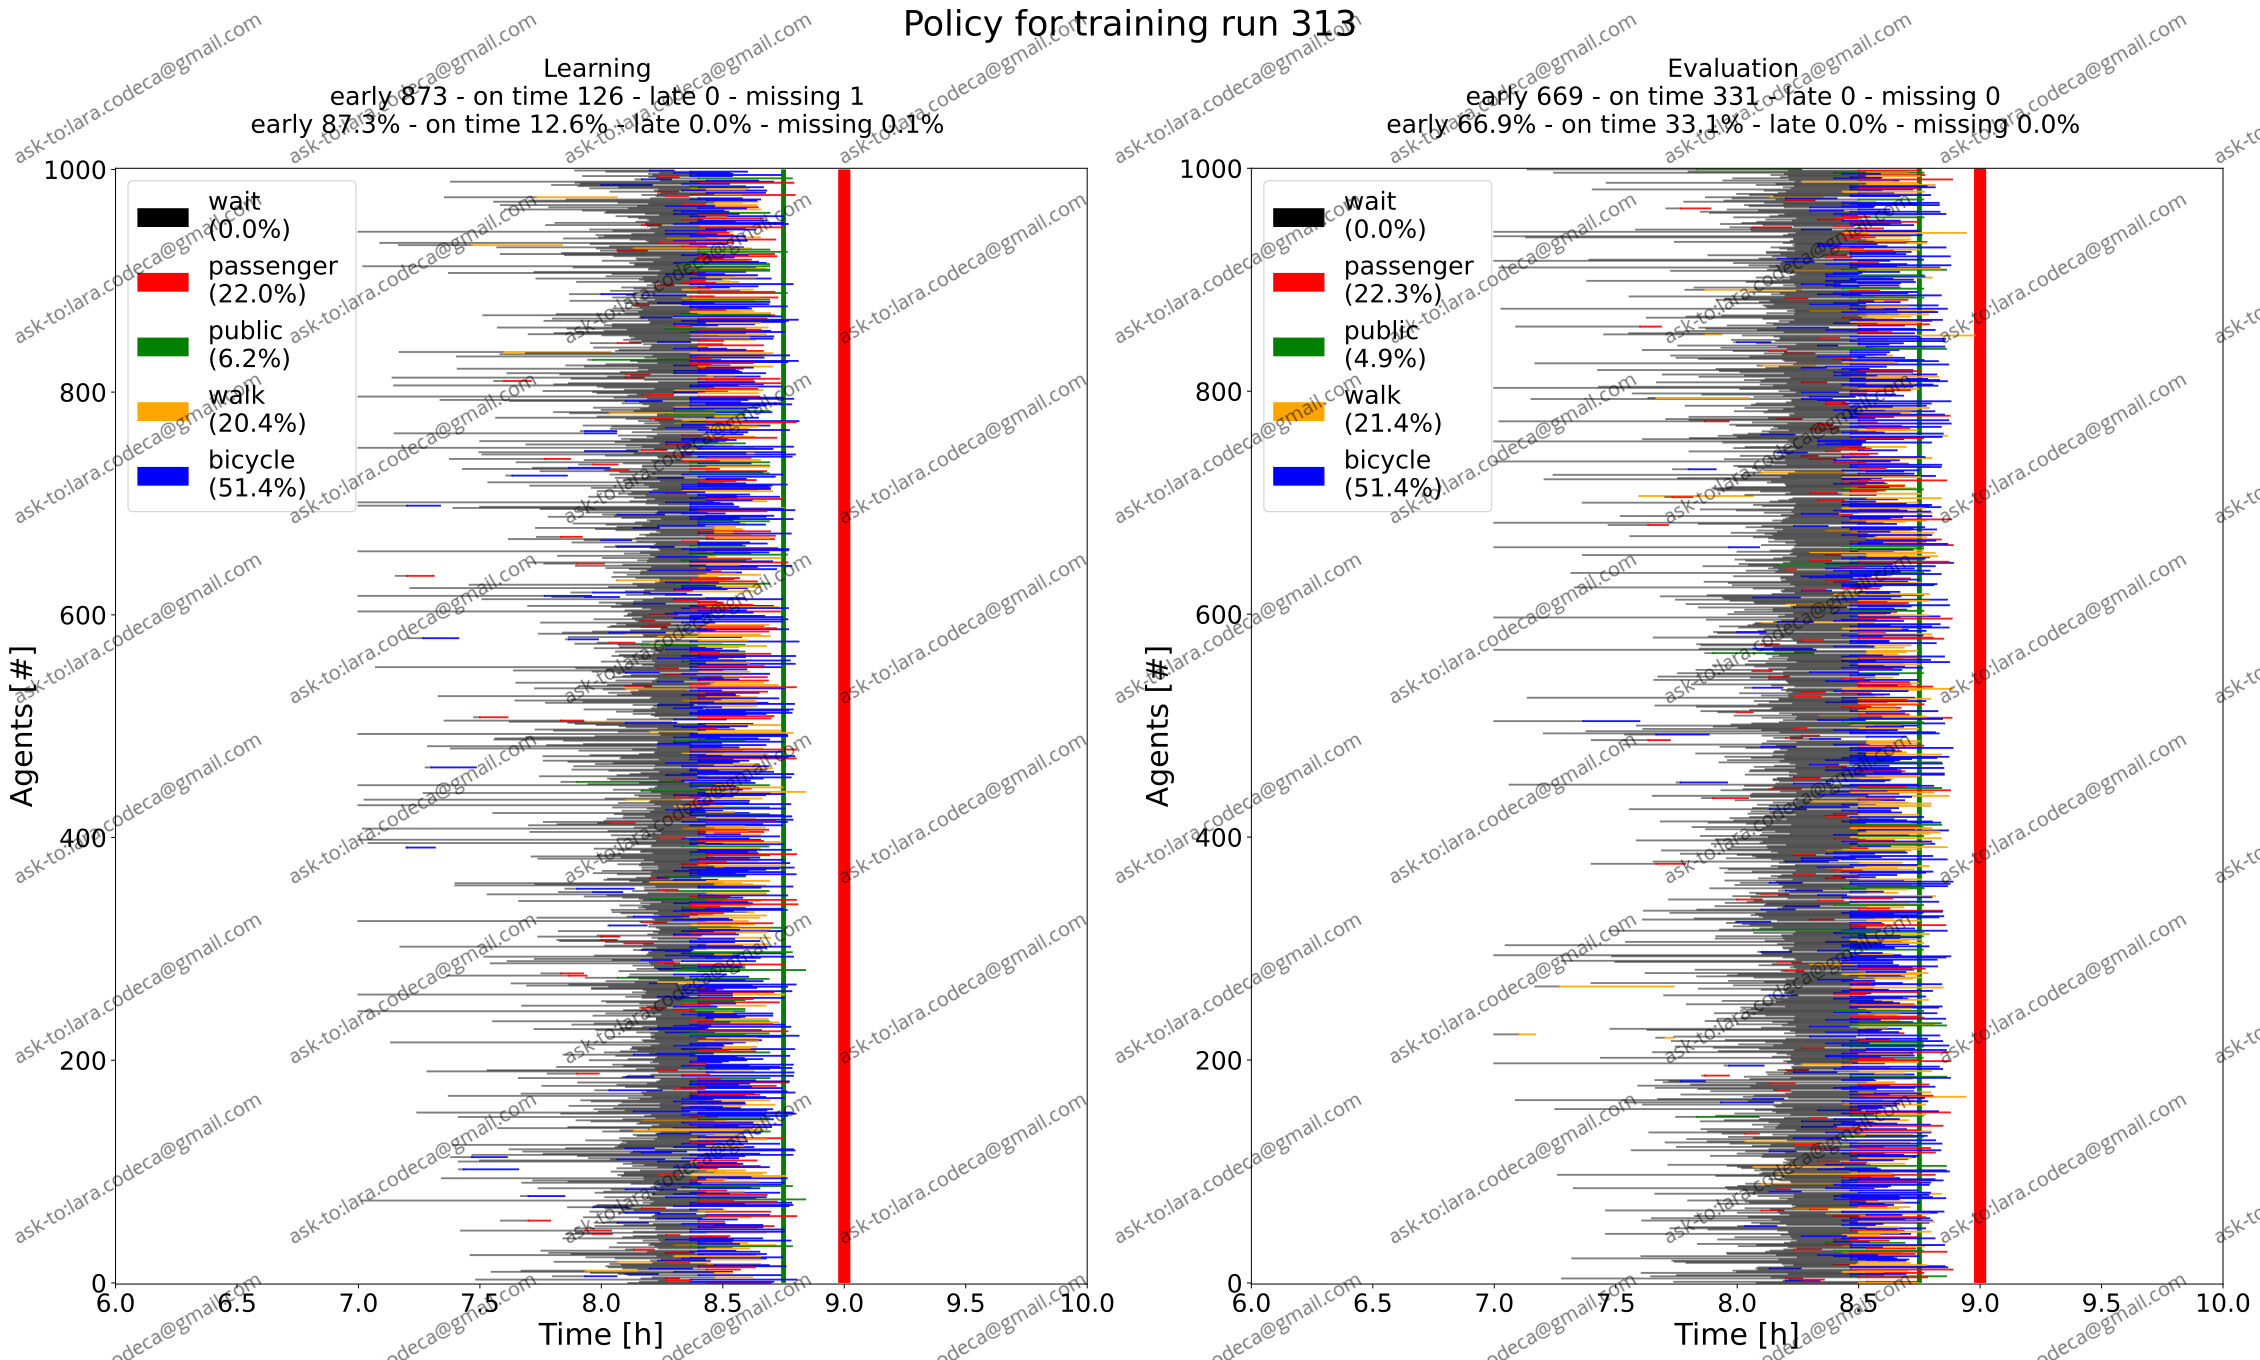 Policy for training run 313
Learning
early 873 - on time 126 - late 0 - missing 1
early 87.3% - on time 12.6% - late 0.0% - missing 0.1%
Evaluation
early 669 - on time 331 - late 0 - missing 0
early 66.9% - on time 33.1% - late 0.0% - missing 0.0%
wait
(0.0%)
passenger
(22.0%)
public
(6.2%)
walk
(20.4%)
bicycle
(51.4%)
1000
800
600
400
200
0
Agents [#]
6.0 6.5 7.0 7.5 8.0 8.5 9.0 9.5 10.0
Time [h]
wait
(0.0%)
passenger
(22.3%)
public
(4.9%)
walk
(21.4%)
bicycle
(51.4%)
1000
800
600
400
200
0
Agents [#]
6.0 6.5 7.0 7.5 8.0 8.5 9.0 9.5 10.0
Time [h]
ask-to:lara.codeca@gmail.com